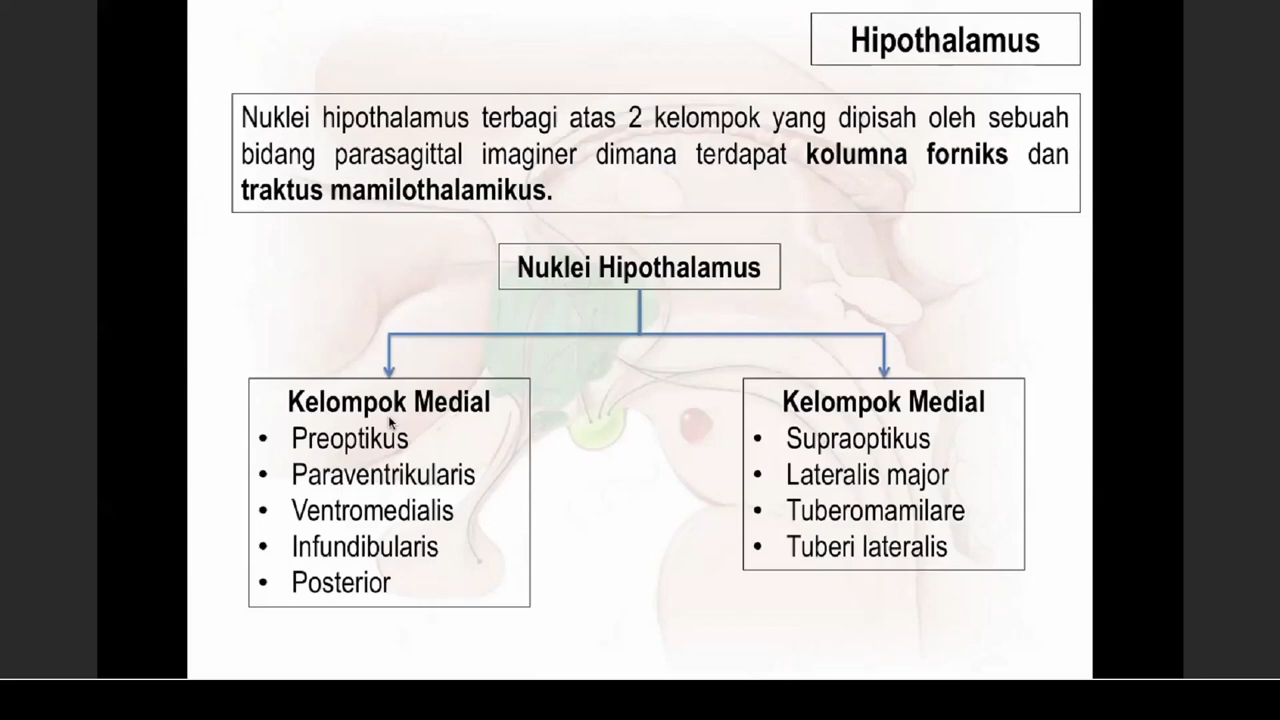 Hipothalamus
Nuklei hipothalamus terbagi atas 2 kelompok yang dipisah oleh sebuah
bidang parasagittal imaginer dimana terdapat kolumna forniks dan
traktus mamilothalamikus.
Nuklei Hipothalamus
Kelompok Medial
• Preoptikus
• Paraventrikularis
• Ventromedialis
• Infundibularis
• Posterior
Kelompok Medial
• Supraoptikus
• Lateralis major
• Tuberomamilare
• Tuberi lateralis